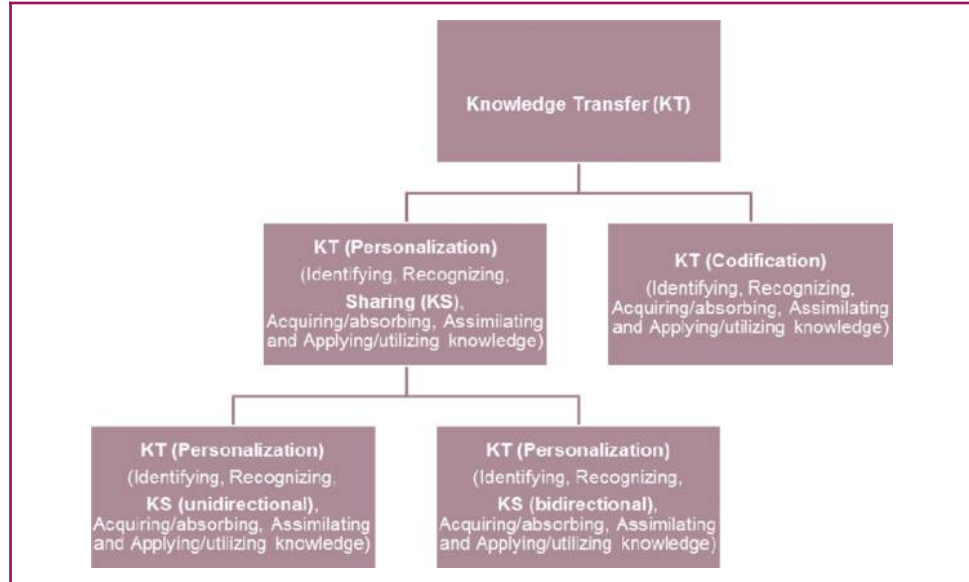 Knowledge Transfer (KT)
KT (Personalization)
(Identifying, Recognizing,
Sharing (KS),
Acquiring/absorbing, Assimilating
and Applying/utilizing knowledge)
KT (Codification)
(Identifying, Recognizing,
Acquiring/absorbing, Assimilating
and Applying/utilizing knowledge)
KT (Personalization)
(Identifying, Recognizing,
KS (unidirectional),
Acquiring/absorbing, Assimilating
and Applying/utilizing knowledge)
KT (Personalization)
(Identifying, Recognizing,
KS (bidirectional),
Acquiring/absorbing, Assimilating
and Applying/utilizing knowledge)